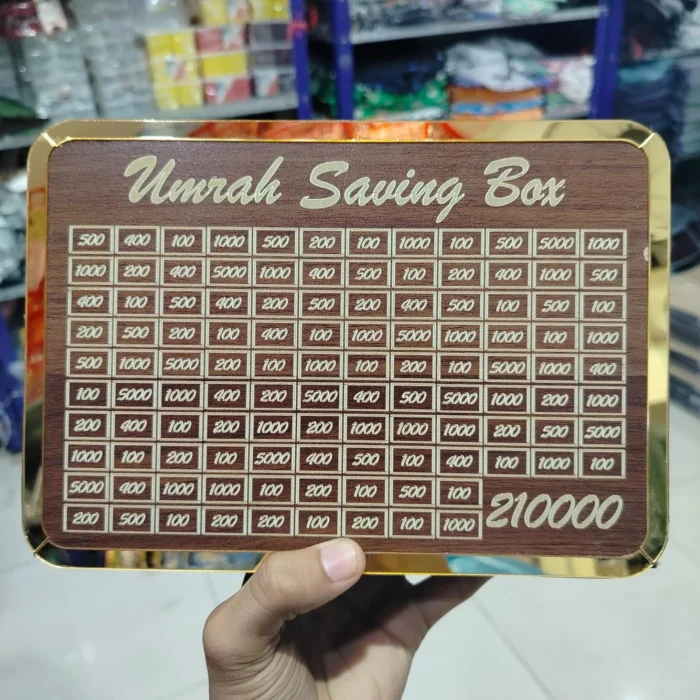 Umrah Saving Box
500 400 100 1000 500 200 100 1000 100 500 5000 1000
1000 200 400 5000 1000 400 500 100 200 400 1000 500
400 100 500 400 200 500 200 400 500 100 500 100
200 500 200 100 400 100 1000 5000 1000 1000 100 1000
500 1000 5000 200 100 1000 100 200 100 5000 1000 400
100 5000 1000 400 200 5000 400 500 5000 1000 200 1000
200 400 100 200 1000 200 1000 1000 1000 200 500 5000
1000 100 200 100 5000 400 500 100 400 100 1000 100
5000 400 1000 1000 100 200 100 500 100
200 500 100 200 200 100 200 100 1000
210000